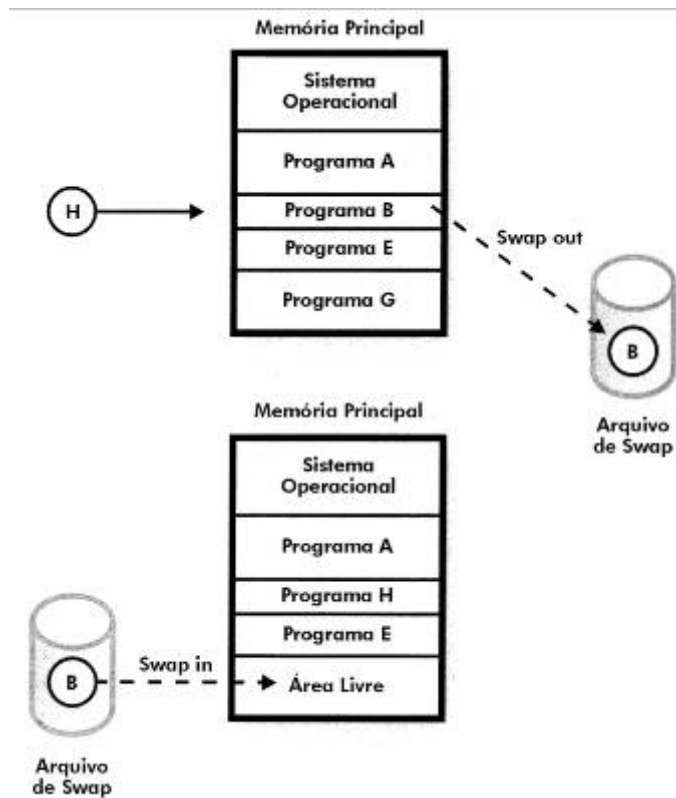 Memória Principal
Sistema
Operacional
Programa A
H
Programa B
Swap out
Programa E
Programa G
B
Arquivo
de Swap
Memória Principal
Sistema
Operacional
Programa A
Programa H
Programa E
Swap in
B
Área Livre
Arquivo
de Swap